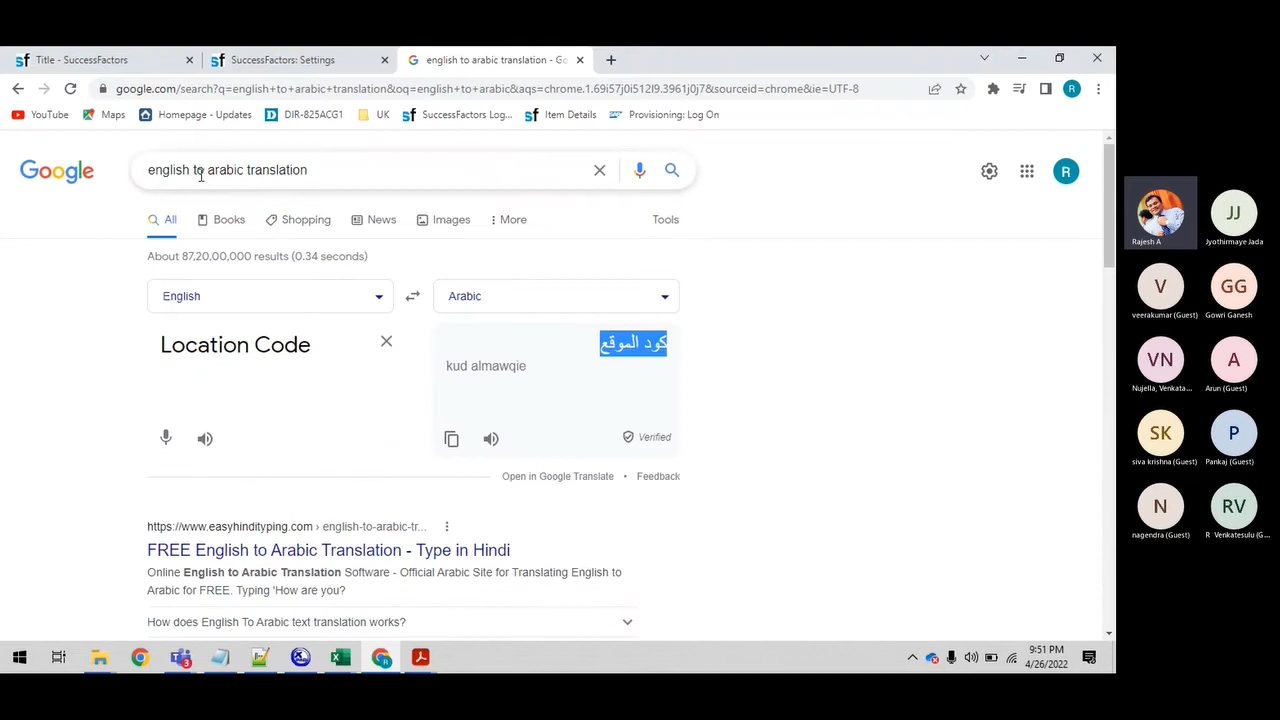 Title - SuccessFactors
SuccessFactors: Settings
english to arabic translation - Go
google.com/search?q=english+to+arabic+translation&oq=english+to+arabic&aqs=chrome.1.69i57j0i512l9.3961j0j7&sourceid=chrome&ie=UTF-8
R
YouTube
Maps
Homepage - Updates
DIR-825ACG1
UK
SuccessFactors Log...
Item Details
Provisioning: Log On
Google
english to arabic translation
R
All
Books
Shopping
News
Images
More
Tools
About 87,20,00,000 results (0.34 seconds)
English
Arabic
Location Code
كود الموقع
kud almawqie
Verified
Open in Google Translate • Feedback
https://www.easyhindityping.com › english-to-arabic-tr...
FREE English to Arabic Translation - Type in Hindi
Online English to Arabic Translation Software - Official Arabic Site for Translating English to
Arabic for FREE. Typing 'How are you?
How does English To Arabic text translation works?
9:51 PM
4/26/2022
Rajesh A
JJ
Jyothirmaye Jada
V
veerakumar (Guest)
GG
Gowri Ganesh
VN
Nujella, Venkata...
A
Arun (Guest)
SK
siva krishna (Guest)
P
Pankaj (Guest)
N
nagendra (Guest)
RV
R Venkatesulu (G...